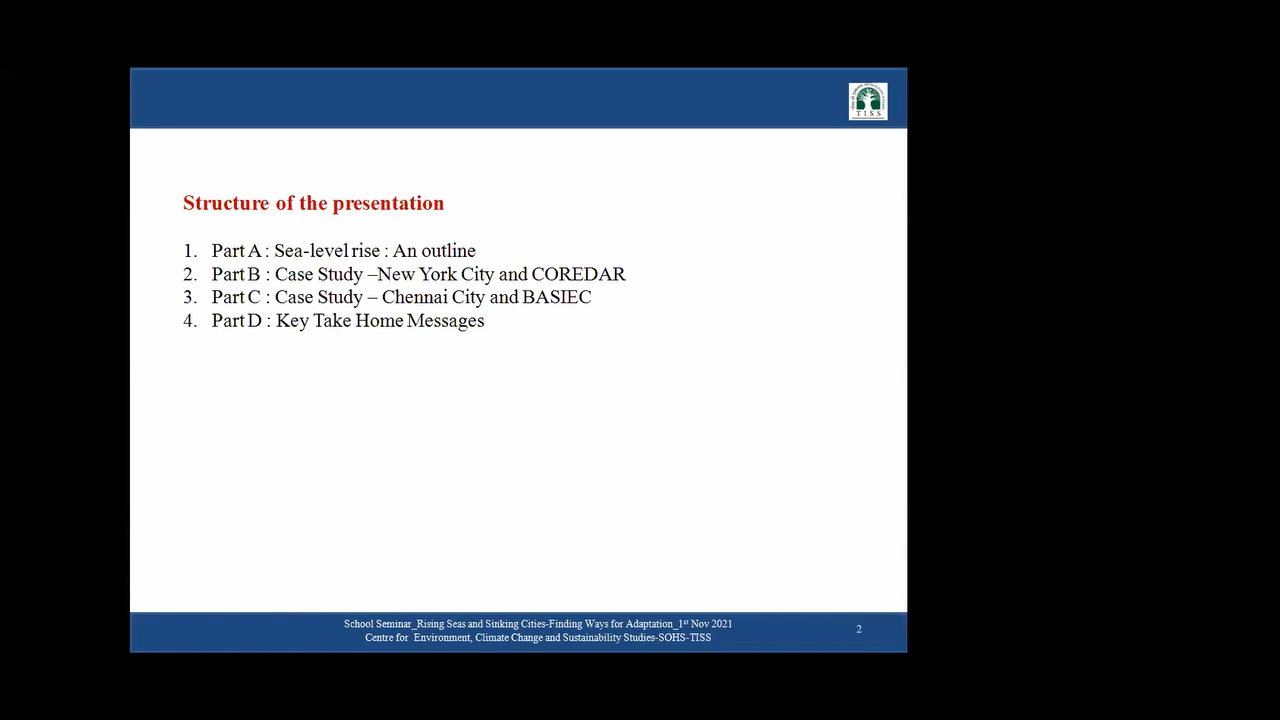 TISS
Structure of the presentation
1. Part A : Sea-level rise : An outline
2. Part B : Case Study –New York City and COREDAR
3. Part C : Case Study – Chennai City and BASIEC
4. Part D : Key Take Home Messages
School Seminar_Rising Seas and Sinking Cities-Finding Ways for Adaptation_1st Nov 2021
Centre for Environment, Climate Change and Sustainability Studies-SOHS-TISS
2